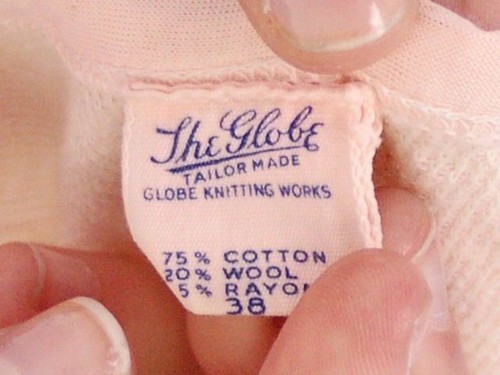 The Globe
TAILOR MADE
GLOBE KNITTING WORKS
75% COTTON
20% WOOL
5% RAYON
38